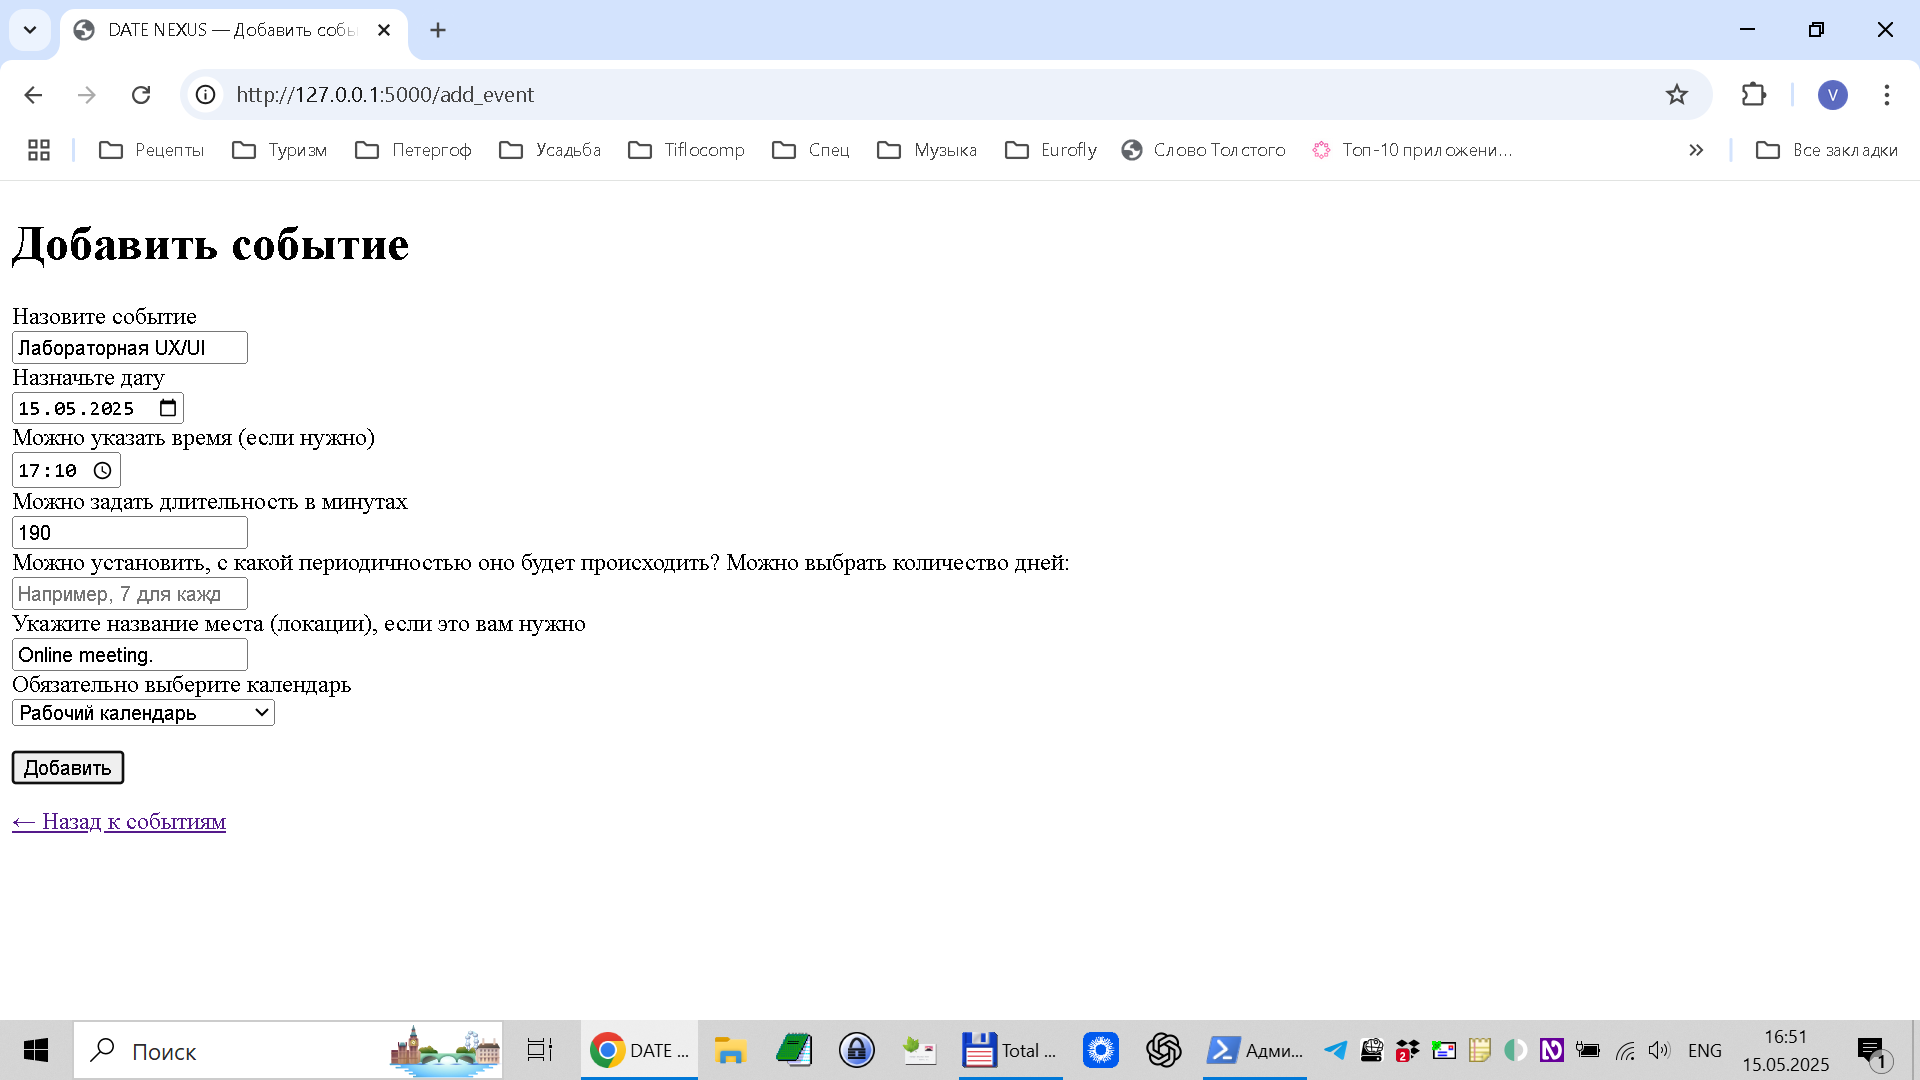 DATE NEXUS — Добавить собы
http://127.0.0.1:5000/add_event
V
Рецепты
Туризм
Петергоф
Усадьба
Tiflocomp
Спец
Музыка
Eurofly
Слово Толстого
Топ-10 приложени...
Все закладки
Добавить событие
Назовите событие
Лабораторная UX/UI
Назначьте дату
15.05.2025
Можно указать время (если нужно)
17:10
Можно задать длительность в минутах
190
Можно установить, с какой периодичностью оно будет происходить? Можно выбрать количество дней:
Например, 7 для кажд
Укажите название места (локации), если это вам нужно
Online meeting.
Обязательно выберите календарь
Рабочий календарь
Добавить
← Назад к событиям
Поиск
DATE ...
Total ...
Адми...
2
N
ENG
16:51
15.05.2025
1